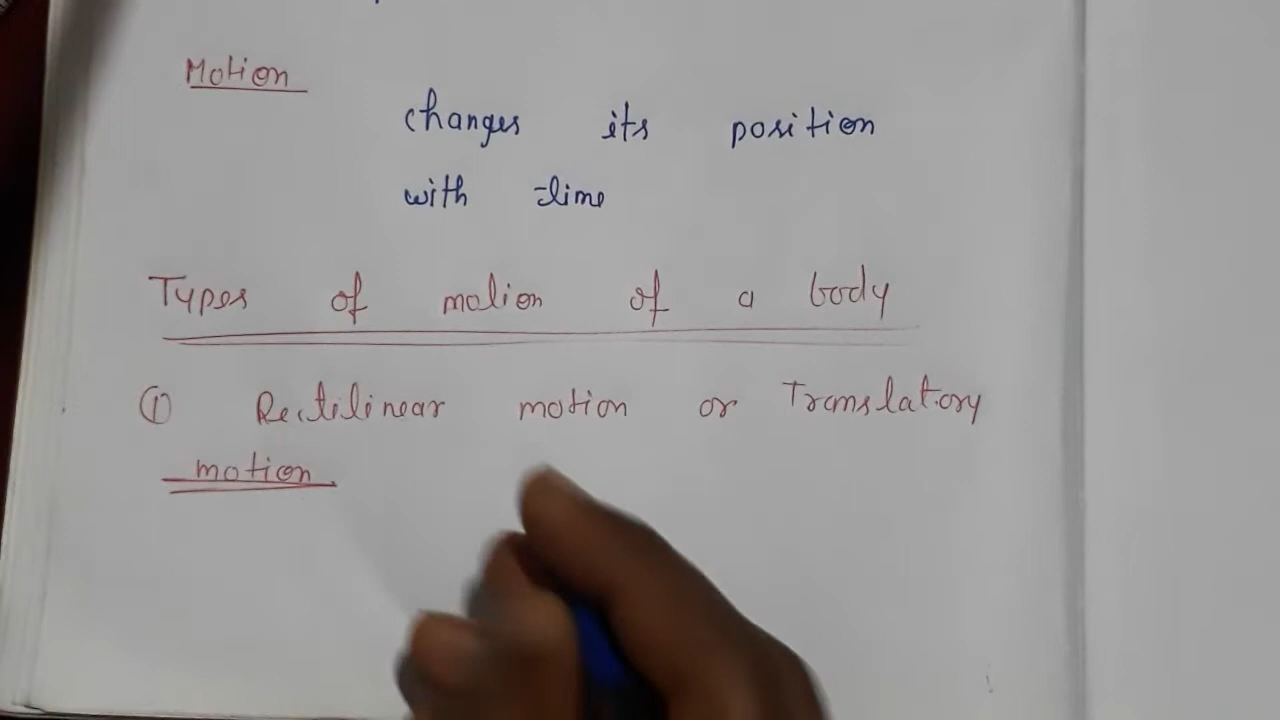 Motion
changes its position
with time
Types of motion of a body
① Rectilinear motion or Translatory
motion.